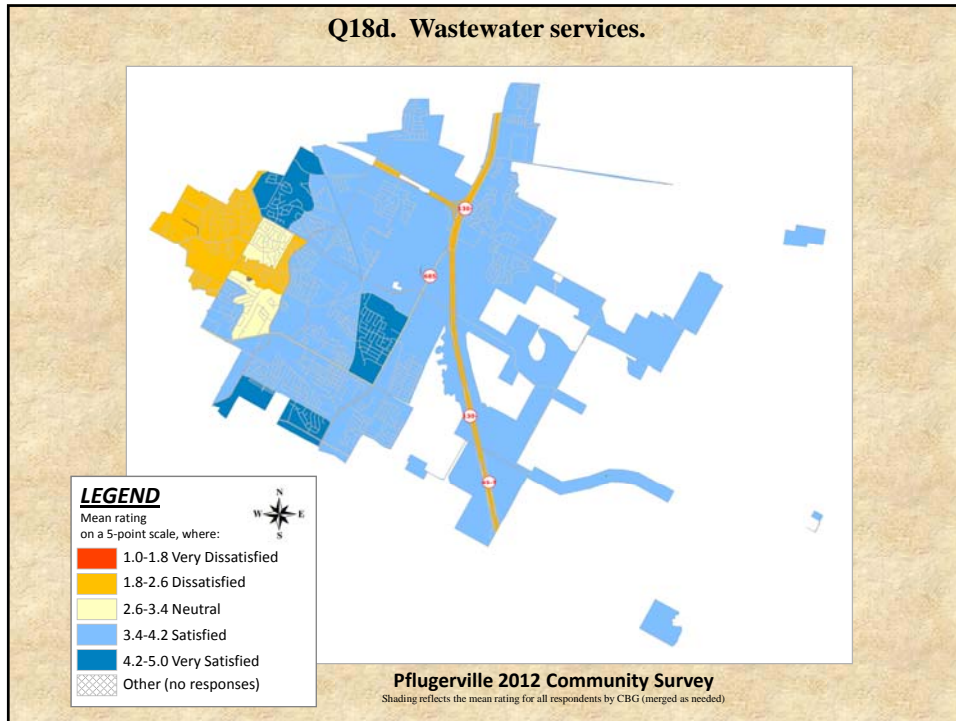 Q18d. Wastewater services.
130
685
130
LEGEND
Mean rating
on a 5-point scale, where:
N
W E
S
1.0-1.8 Very Dissatisfied
1.8-2.6 Dissatisfied
2.6-3.4 Neutral
3.4-4.2 Satisfied
4.2-5.0 Very Satisfied
Other (no responses)
Pflugerville 2012 Community Survey
Shading reflects the mean rating for all respondents by CBG (merged as needed)